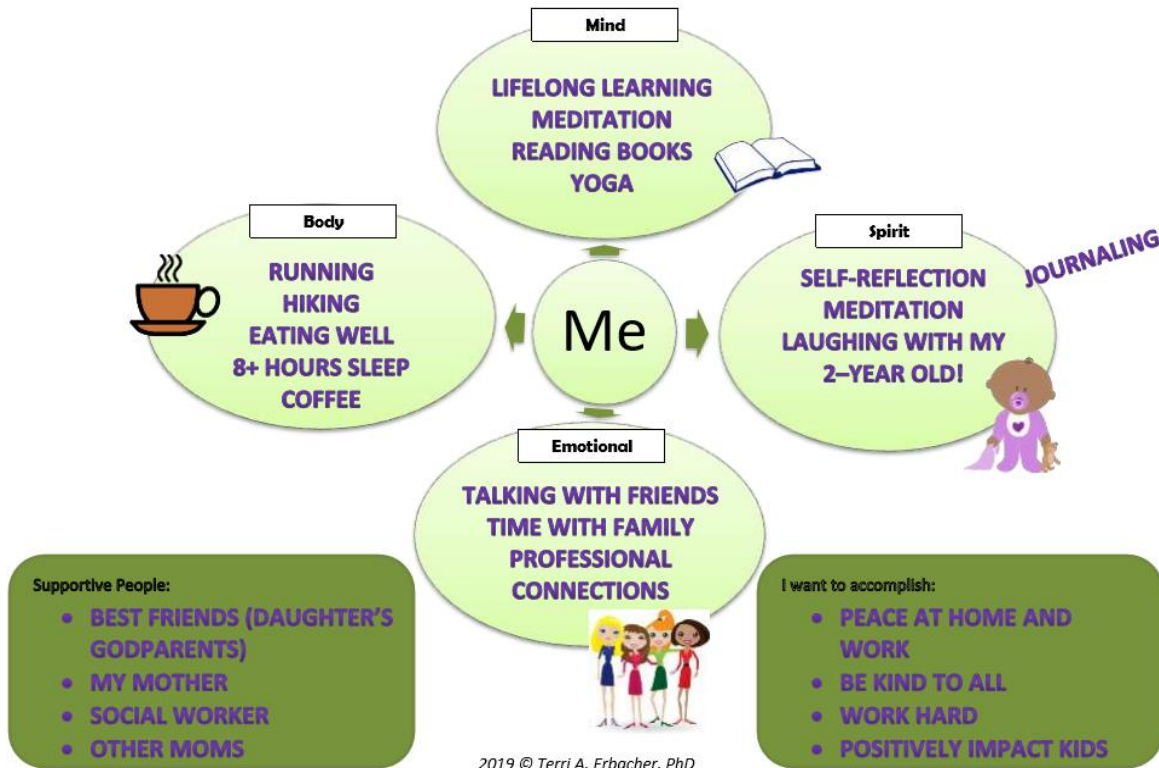 Mind
LIFELONG LEARNING
MEDITATION
READING BOOKS
YOGA
Body
RUNNING
HIKING
EATING WELL
8+ HOURS SLEEP
COFFEE
Me
Spirit
SELF-REFLECTION
MEDITATION
LAUGHING WITH MY
2–YEAR OLD!
JOURNALING
Emotional
TALKING WITH FRIENDS
TIME WITH FAMILY
PROFESSIONAL
CONNECTIONS
Supportive People:
• BEST FRIENDS (DAUGHTER'S
GODPARENTS)
• MY MOTHER
• SOCIAL WORKER
• OTHER MOMS
I want to accomplish:
• PEACE AT HOME AND
WORK
• BE KIND TO ALL
• WORK HARD
• POSITIVELY IMPACT KIDS
2019 © Terri A. Erbacher, PhD